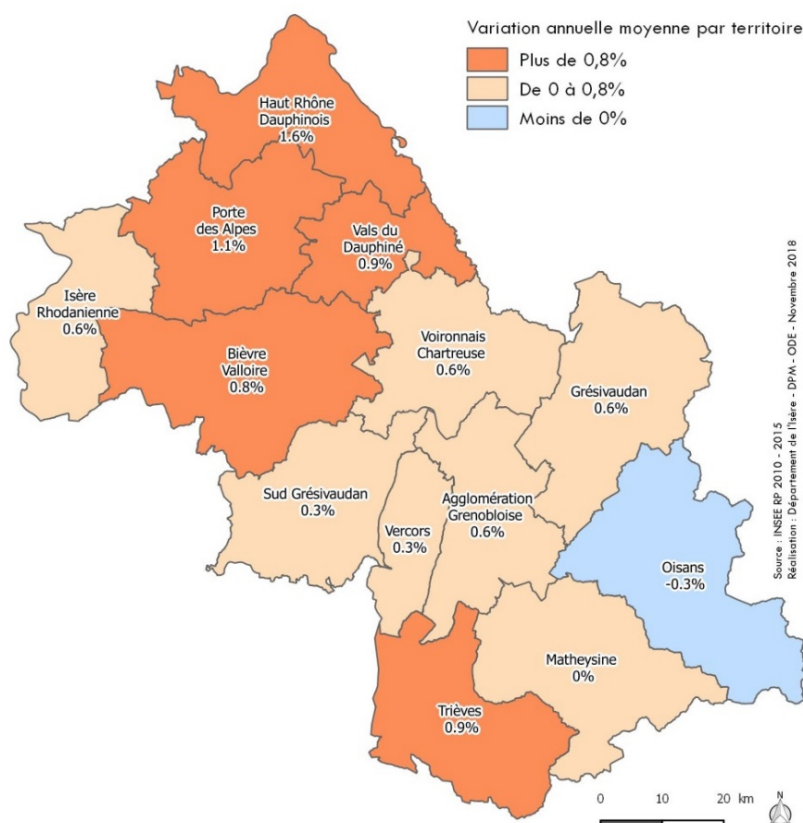 Variation annuelle moyenne par territoire
Plus de 0,8%
De 0 à 0,8%
Moins de 0%
Haut Rhône
Dauphinois
1.6%
Porte
des Alpes
1.1%
Vals du
Dauphiné
0.9%
Isère
Rhodanienne
0.6%
Bièvre
Valloire
0.8%
Voironnais
Chartreuse
0.6%
Grésivaudan
0.6%
Sud Grésivaudan
0.3%
Vercors
0.3%
Agglomération
Grenobloise
0.6%
Oisans
-0.3%
Matheysine
0%
Trièves
0.9%
Source : INSEE RP 2010 - 2015
Réalisation : Département de l'Isère - DPM - ODE - Novembre 2018
0 10 20 km
N